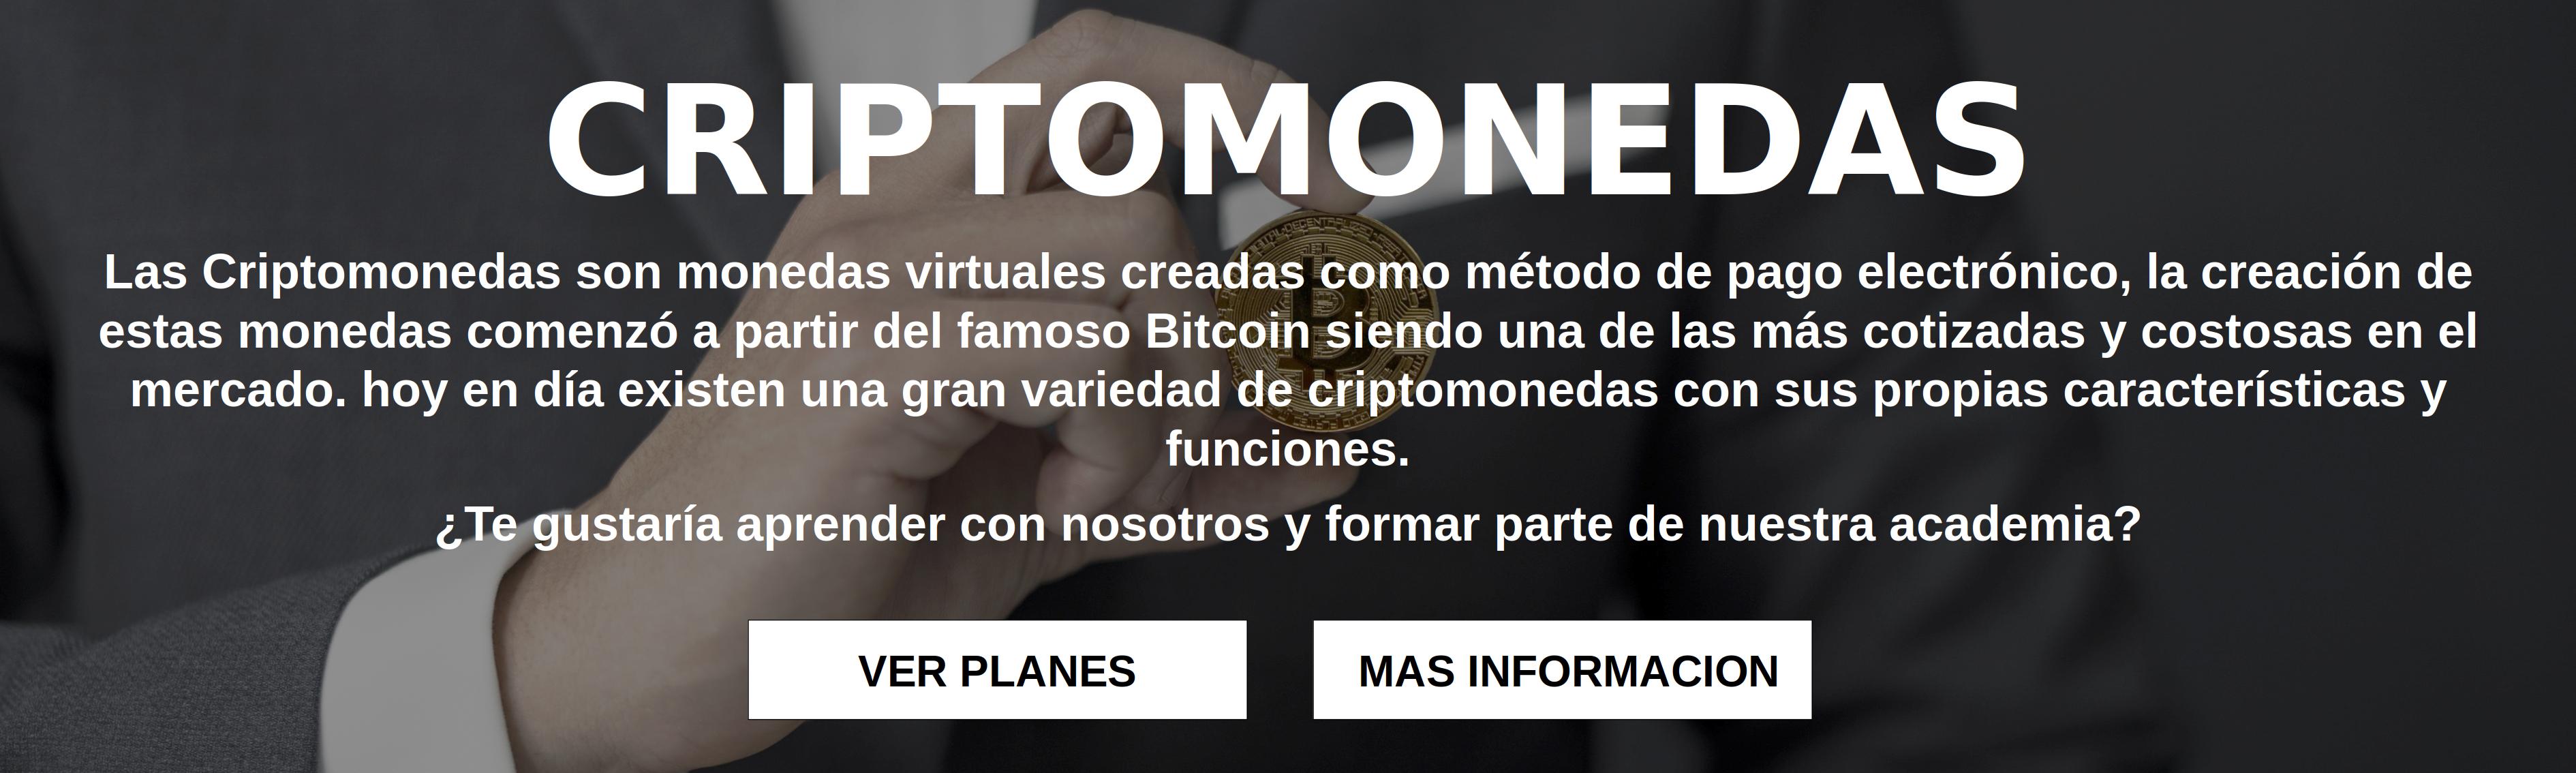 CRIPTOMONEDAS
Las Criptomonedas son monedas virtuales creadas como método de pago electrónico, la creación de
estas monedas comenzó a partir del famoso Bitcoin siendo una de las más cotizadas y costosas en el
mercado. hoy en día existen una gran variedad de criptomonedas con sus propias características y
funciones.
¿Te gustaría aprender con nosotros y formar parte de nuestra academia?
VER PLANES
MAS INFORMACION